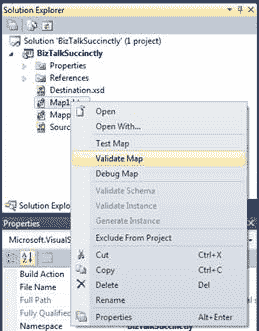 Solution Explorer
Solution 'BizTalkSuccinctly' (1 project)
BizTalkSuccinctly
Properties
References
Destination.xsd
Map1
Mapp
Sourc
Open
Open With...
Test Map
Validate Map
Debug Map
Validate Schema
Validate Instance
Generate Instance
Exclude From Project
Cut Ctrl+X
Copy Ctrl+C
Delete Del
Rename
Properties Alt+Enter
Solution Explor
Properties
Microsoft.VisualS
Build Action
File Name
Full Path
Fully Qualified
Namespace BizTalkSuccinctly